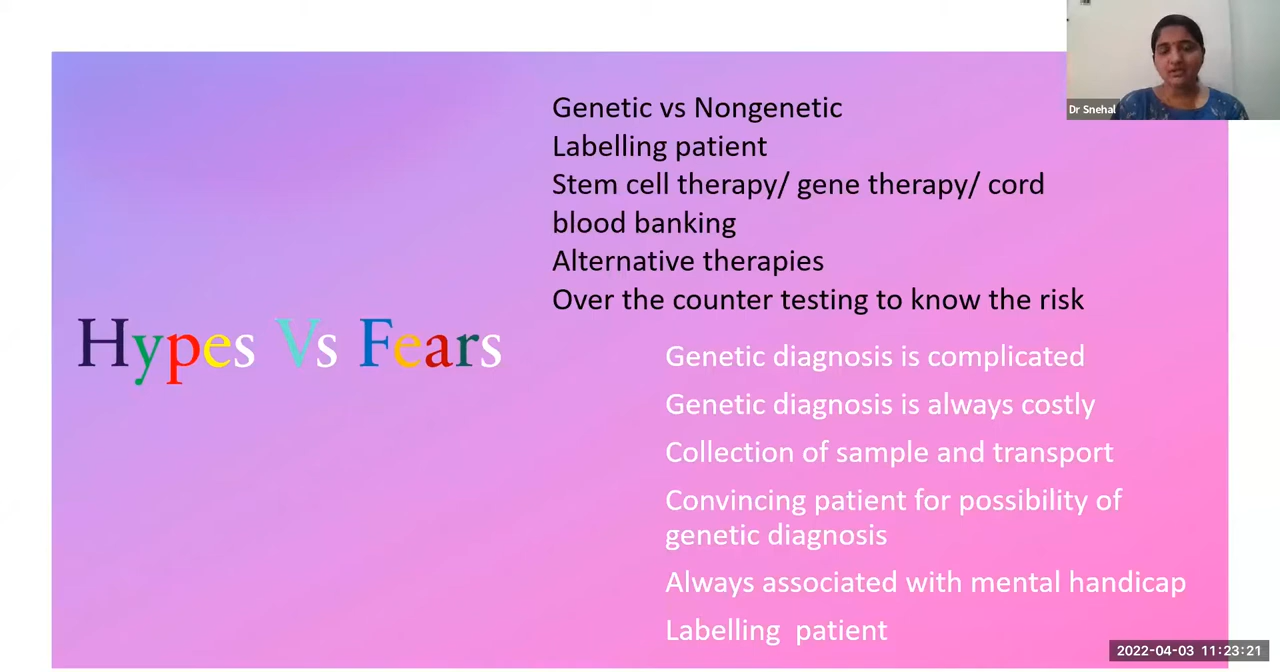 Dr Snehal
Genetic vs Nongenetic
Labelling patient
Stem cell therapy/ gene therapy/ cord
blood banking
Alternative therapies
Over the counter testing to know the risk
Hypes Vs Fears
Genetic diagnosis is complicated
Genetic diagnosis is always costly
Collection of sample and transport
Convincing patient for possibility of
genetic diagnosis
Always associated with mental handicap
Labelling  patient
2022-04-03 11:23:21